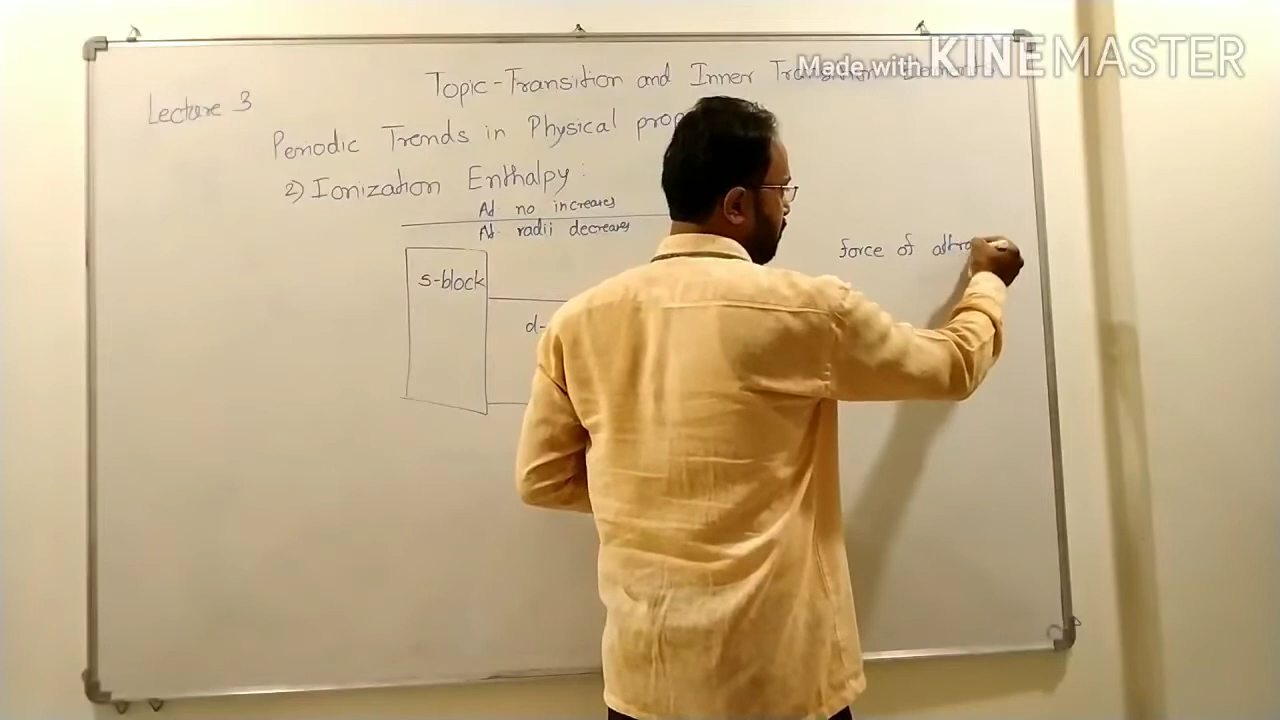 Made with KINEMASTER
Topic-Transition and Inner
Lecture 3
Periodic Trends in Physical prop
2) Ionization Enthalpy :
At. no increases
At. radii decreases
force of attra
s-block
d-